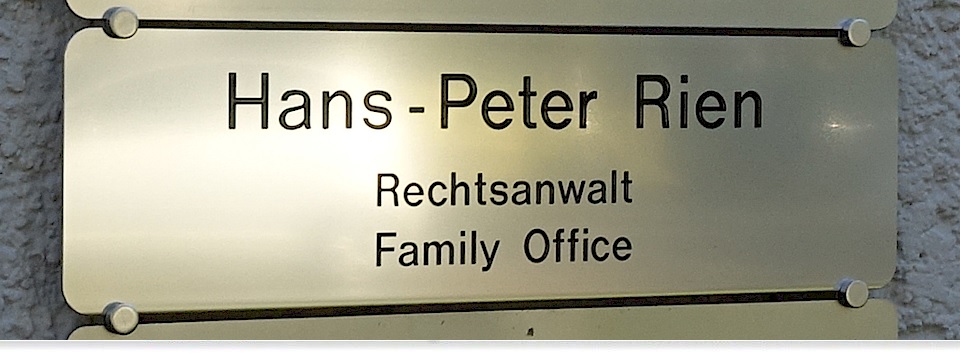 Hans-Peter Rien
Rechtsanwalt
Family Office